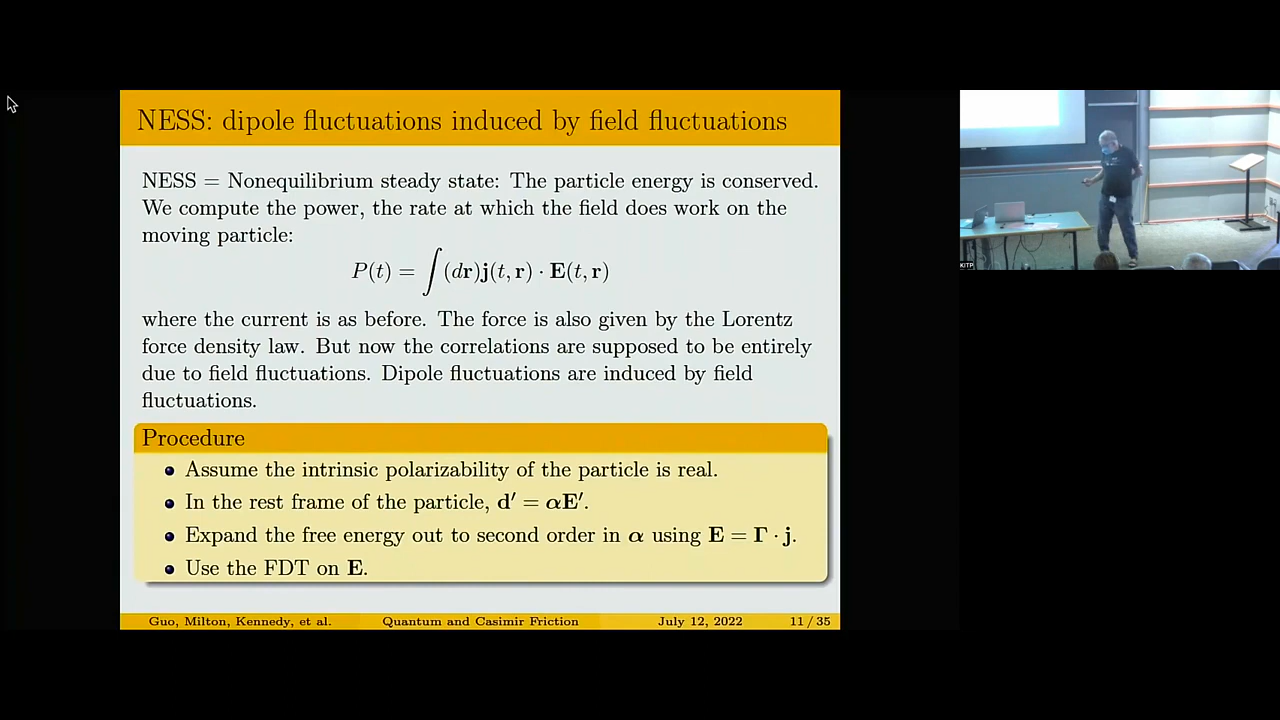 NESS: dipole fluctuations induced by field fluctuations
NESS = Nonequilibrium steady state: The particle energy is conserved.
We compute the power, the rate at which the field does work on the
moving particle:
P(t) = ∫ (dr)j(t, r) · E(t, r)
where the current is as before. The force is also given by the Lorentz
force density law. But now the correlations are supposed to be entirely
due to field fluctuations. Dipole fluctuations are induced by field
fluctuations.
Procedure
Assume the intrinsic polarizability of the particle is real.
In the rest frame of the particle, d′ = αE′.
Expand the free energy out to second order in α using E = Γ · j.
Use the FDT on E.
Guo, Milton, Kennedy, et al. Quantum and Casimir Friction July 12, 2022 11 / 35
KITP